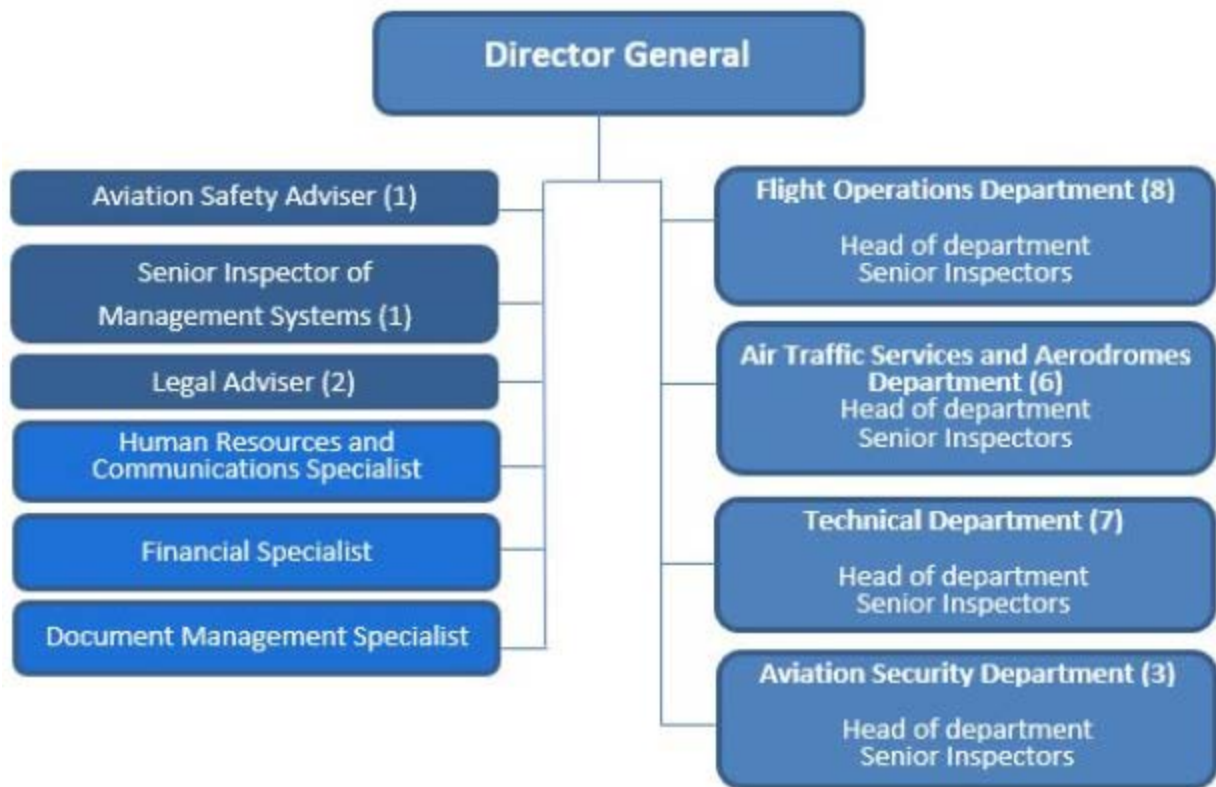 Director General
Aviation Safety Adviser (1)
Senior Inspector of
Management Systems (1)
Legal Adviser (2)
Human Resources and
Communications Specialist
Financial Specialist
Document Management Specialist
Flight Operations Department (8)
Head of department
Senior Inspectors
Air Traffic Services and Aerodromes
Department (6)
Head of department
Senior Inspectors
Technical Department (7)
Head of department
Senior Inspectors
Aviation Security Department (3)
Head of department
Senior Inspectors